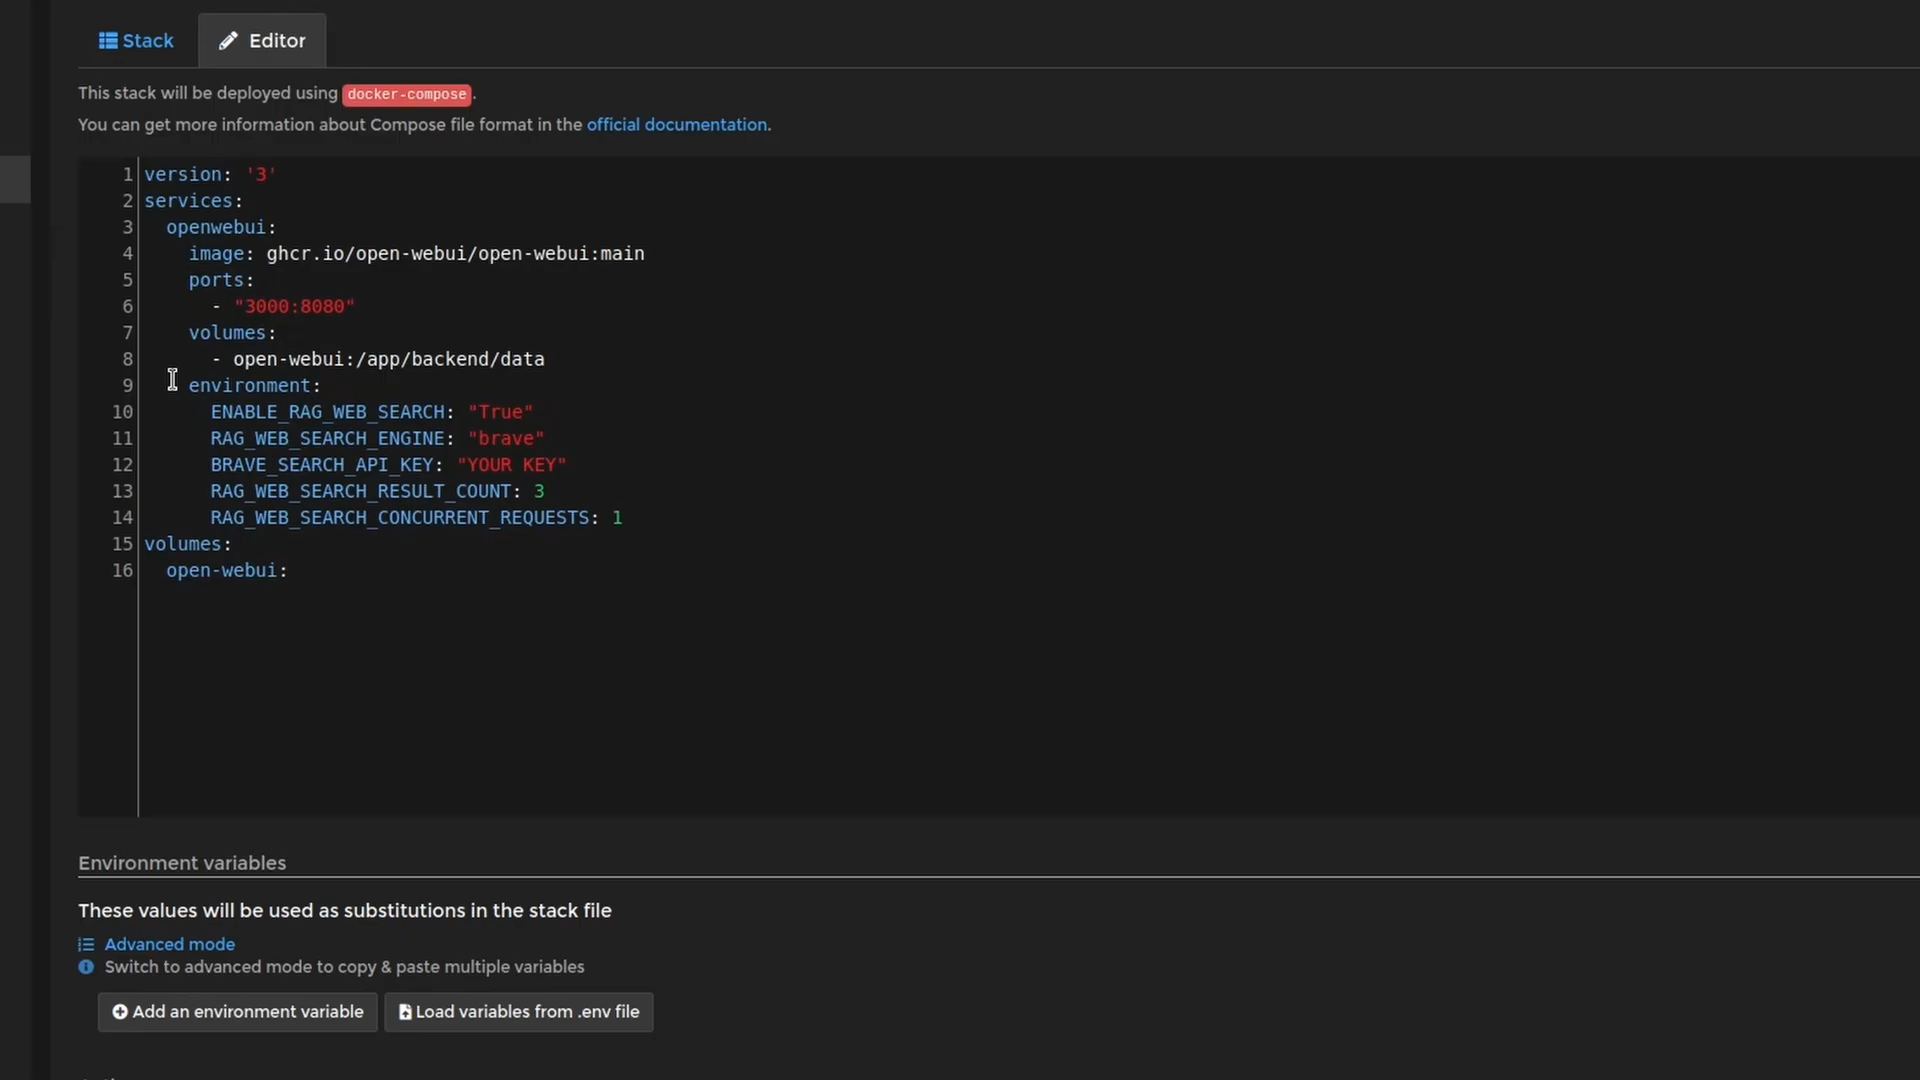 Stack
Editor
This stack will be deployed using docker-compose.
You can get more information about Compose file format in the official documentation.
1 version: '3'
2 services:
3   openwebui:
4     image: ghcr.io/open-webui/open-webui:main
5     ports:
6       - "3000:8080"
7     volumes:
8       - open-webui:/app/backend/data
9     environment:
10       ENABLE_RAG_WEB_SEARCH: "True"
11       RAG_WEB_SEARCH_ENGINE: "brave"
12       BRAVE_SEARCH_API_KEY: "YOUR KEY"
13       RAG_WEB_SEARCH_RESULT_COUNT: 3
14       RAG_WEB_SEARCH_CONCURRENT_REQUESTS: 1
15 volumes:
16   open-webui:
Environment variables
These values will be used as substitutions in the stack file
Advanced mode
Switch to advanced mode to copy & paste multiple variables
Add an environment variable
Load variables from .env file